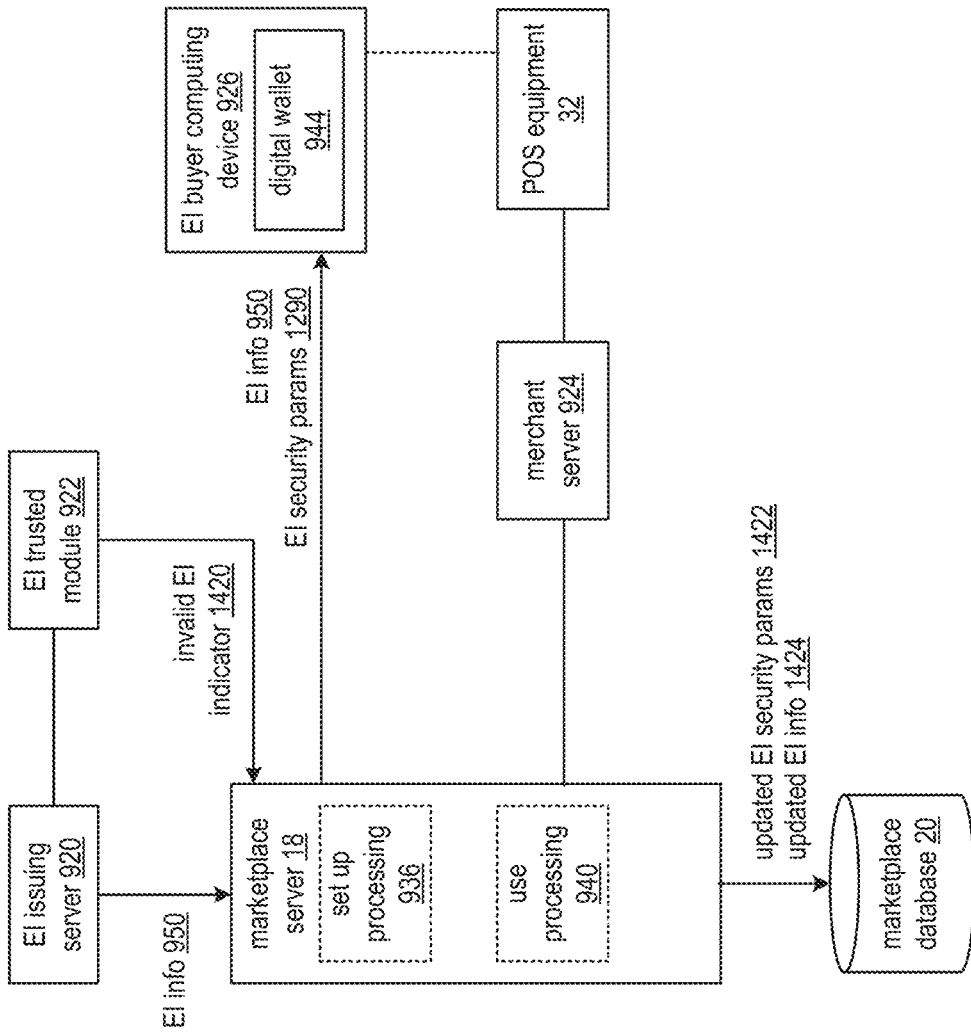 EI issuing
server 920
EI trusted
module 922
EI info 950
invalid EI
indicator 1420
marketplace
server 18
set up
processing
936
use
processing
940
EI info 950
EI security params 1290
EI buyer computing
device 926
digital wallet
944
merchant
server 924
POS equipment
32
updated EI security params 1422
updated EI info 1424
marketplace
database 20